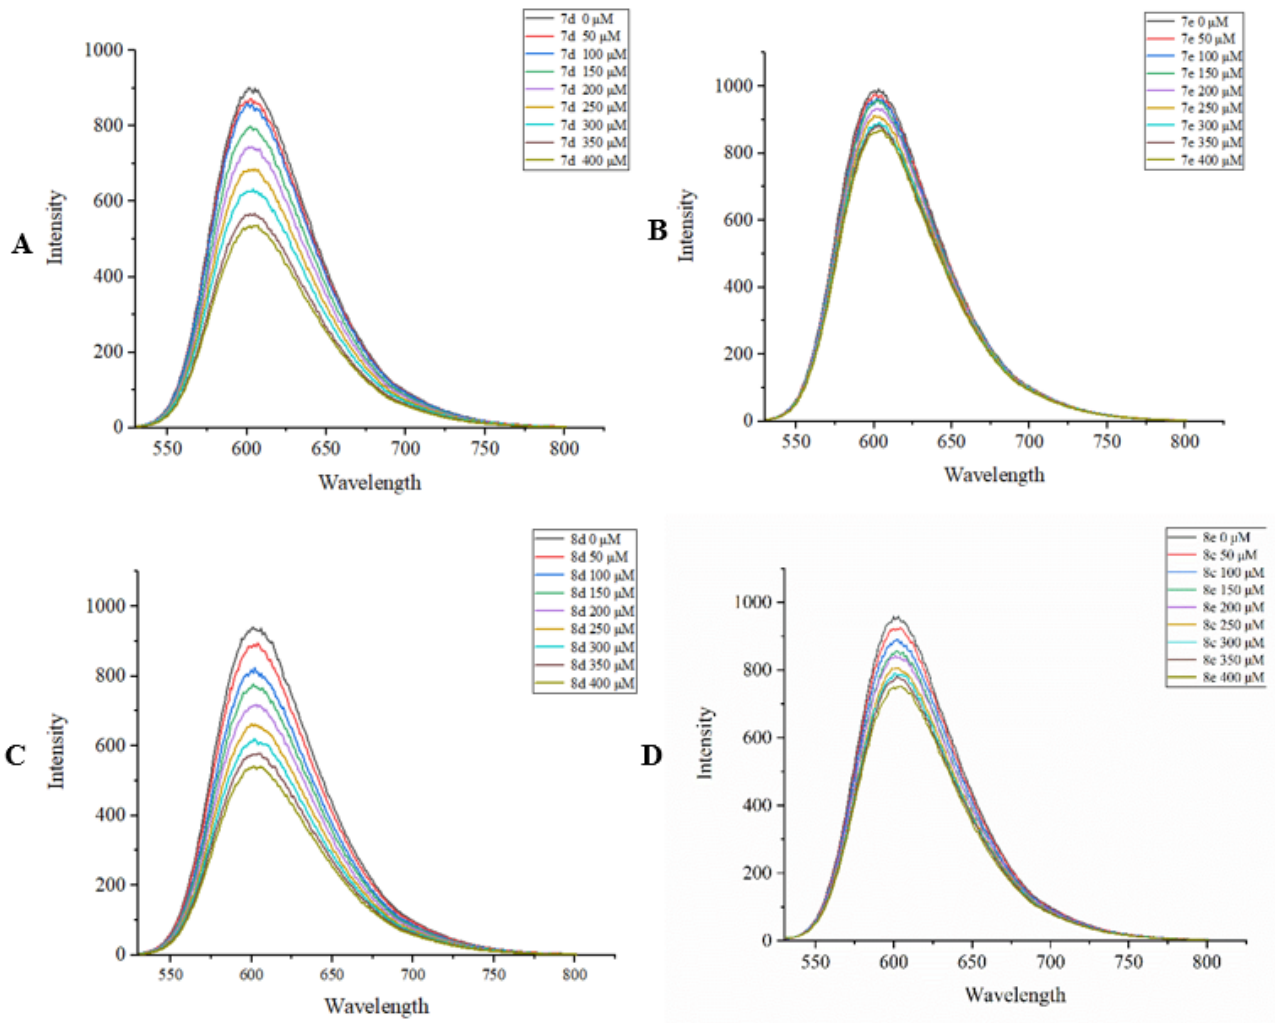 7d 0 μM
7d 50 μM
7d 100 μM
7d 150 μM
7d 200 μM
7d 250 μM
7d 300 μM
7d 350 μM
7d 400 μM
1000
800
600
400
200
0
A
Intensity
550
600
650
700
750
800
Wavelength
7e 0 μM
7e 50 μM
7e 100 μM
7e 150 μM
7e 200 μM
7e 250 μM
7e 300 μM
7e 350 μM
7e 400 μM
1000
800
600
400
200
0
B
Intensity
550
600
650
700
750
800
Wavelength
8d 0 μM
8d 50 μM
8d 100 μM
8d 150 μM
8d 200 μM
8d 250 μM
8d 300 μM
8d 350 μM
8d 400 μM
1000
800
600
400
200
0
C
Intensity
550
600
650
700
750
800
Wavelength
8e 0 μM
8c 50 μM
8c 100 μM
8e 150 μM
8e 200 μM
8c 250 μM
8c 300 μM
8e 350 μM
8e 400 μM
1000
800
600
400
200
0
D
Intensity
550
600
650
700
750
800
Wavelength